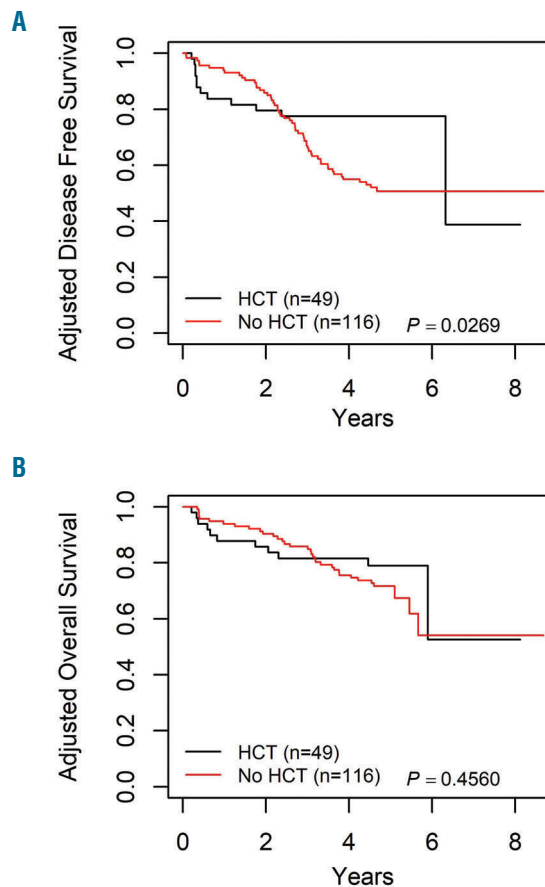 A
Adjusted Disease Free Survival
1.0
0.8
0.6
0.4
0.2
0.0
HCT (n=49)
No HCT (n=116)
P = 0.0269
0 2 4 6 8
Years
B
Adjusted Overall Survival
1.0
0.8
0.6
0.4
0.2
0.0
HCT (n=49)
No HCT (n=116)
P = 0.4560
0 2 4 6 8
Years